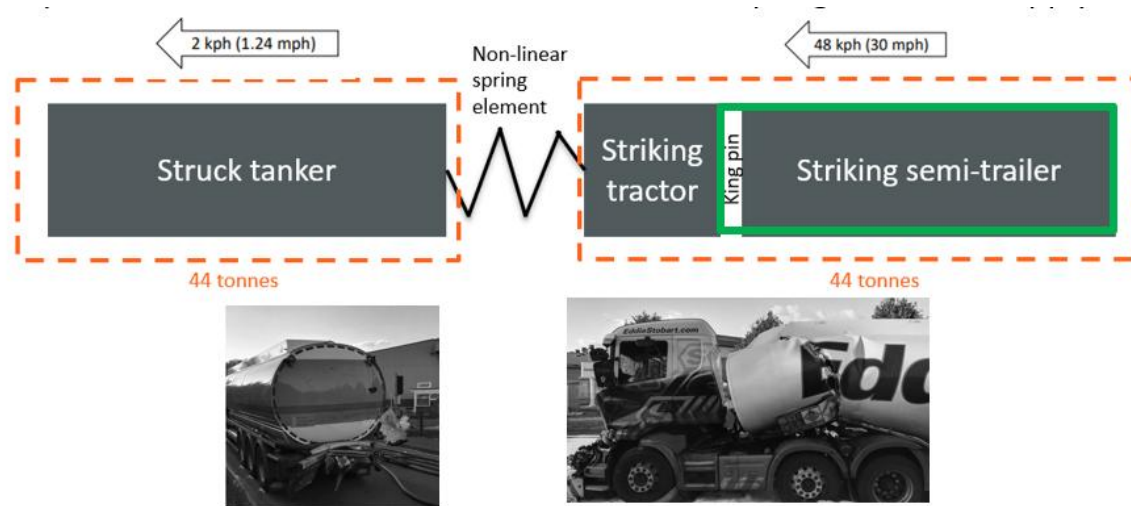 2 kph (1.24 mph)
Non-linear
spring
element
48 kph (30 mph)
Struck tanker
Striking
tractor
King pin
Striking semi-trailer
44 tonnes
44 tonnes
EddieStobart.com
Edd